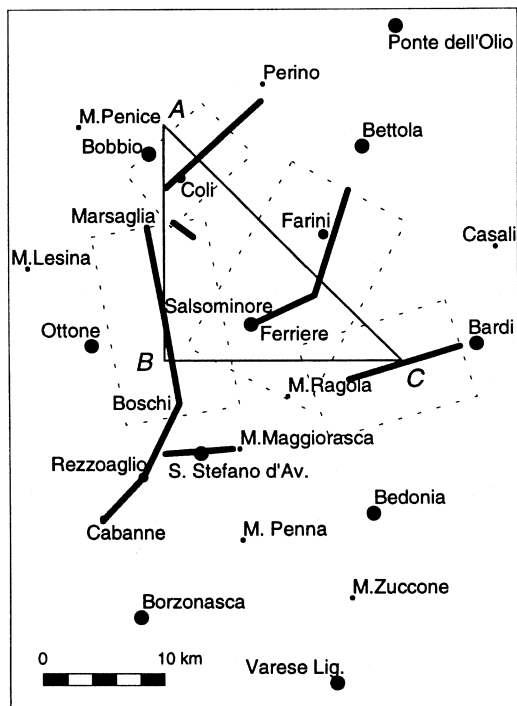 Ponte dell'Olio
Perino
A
M.Penice
Bobbio
Bettola
Coli
Marsaglia
Farini
Casali
M.Lesina
Salsominore
Ferriere
Ottone
Bardi
B
C
M.Ragola
Boschi
M.Maggiorasca
Rezzoaglio
S. Stefano d'Av.
Bedonia
Cabanne
M. Penna
M.Zuccone
Borzonasca
0 10 km
Varese Lig.